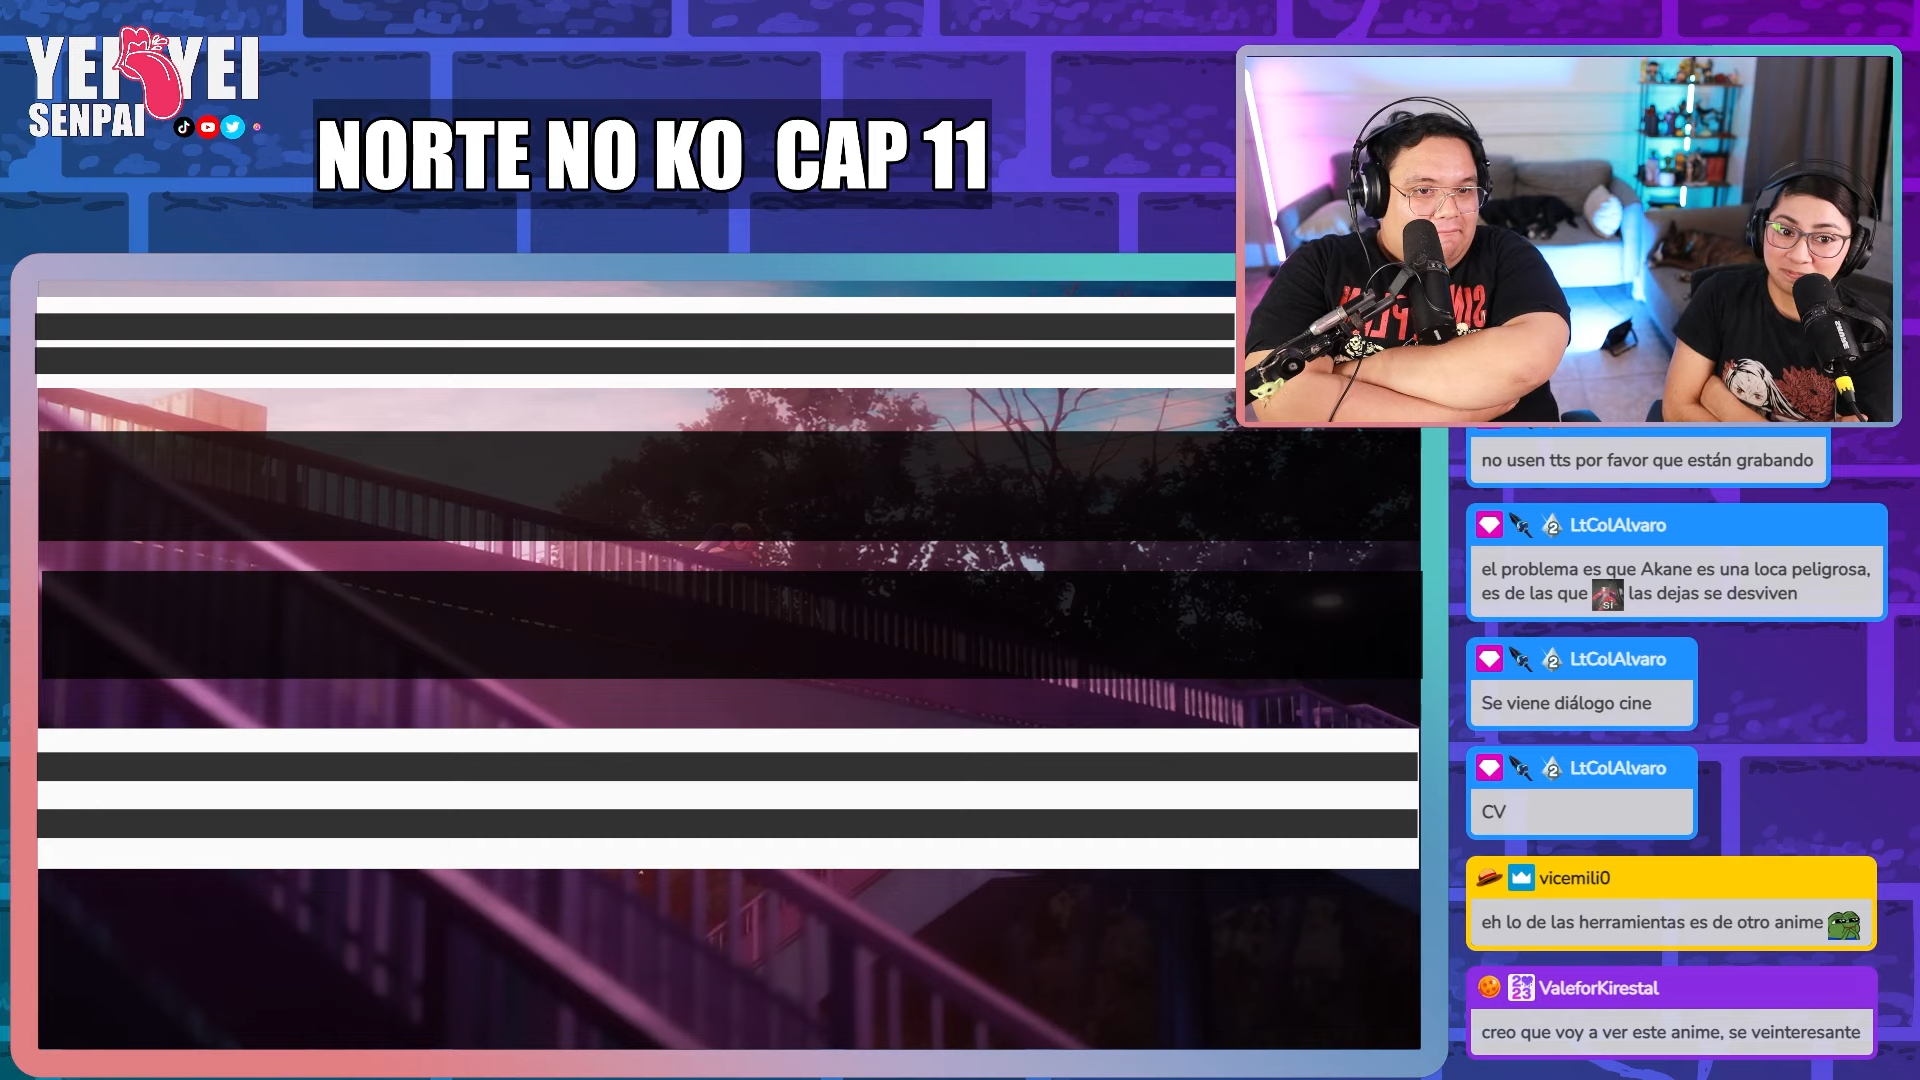 YEI YEI
SENPAI
NORTE NO KO CAP 11
no usen tts por favor que están grabando
LtColAlvaro
el problema es que Akane es una loca peligrosa,
es de las que SI las dejas se desviven
LtColAlvaro
Se viene diálogo cine
LtColAlvaro
CV
vicemili0
eh lo de las herramientas es de otro anime
ValeforKirestal
creo que voy a ver este anime, se veinteresante